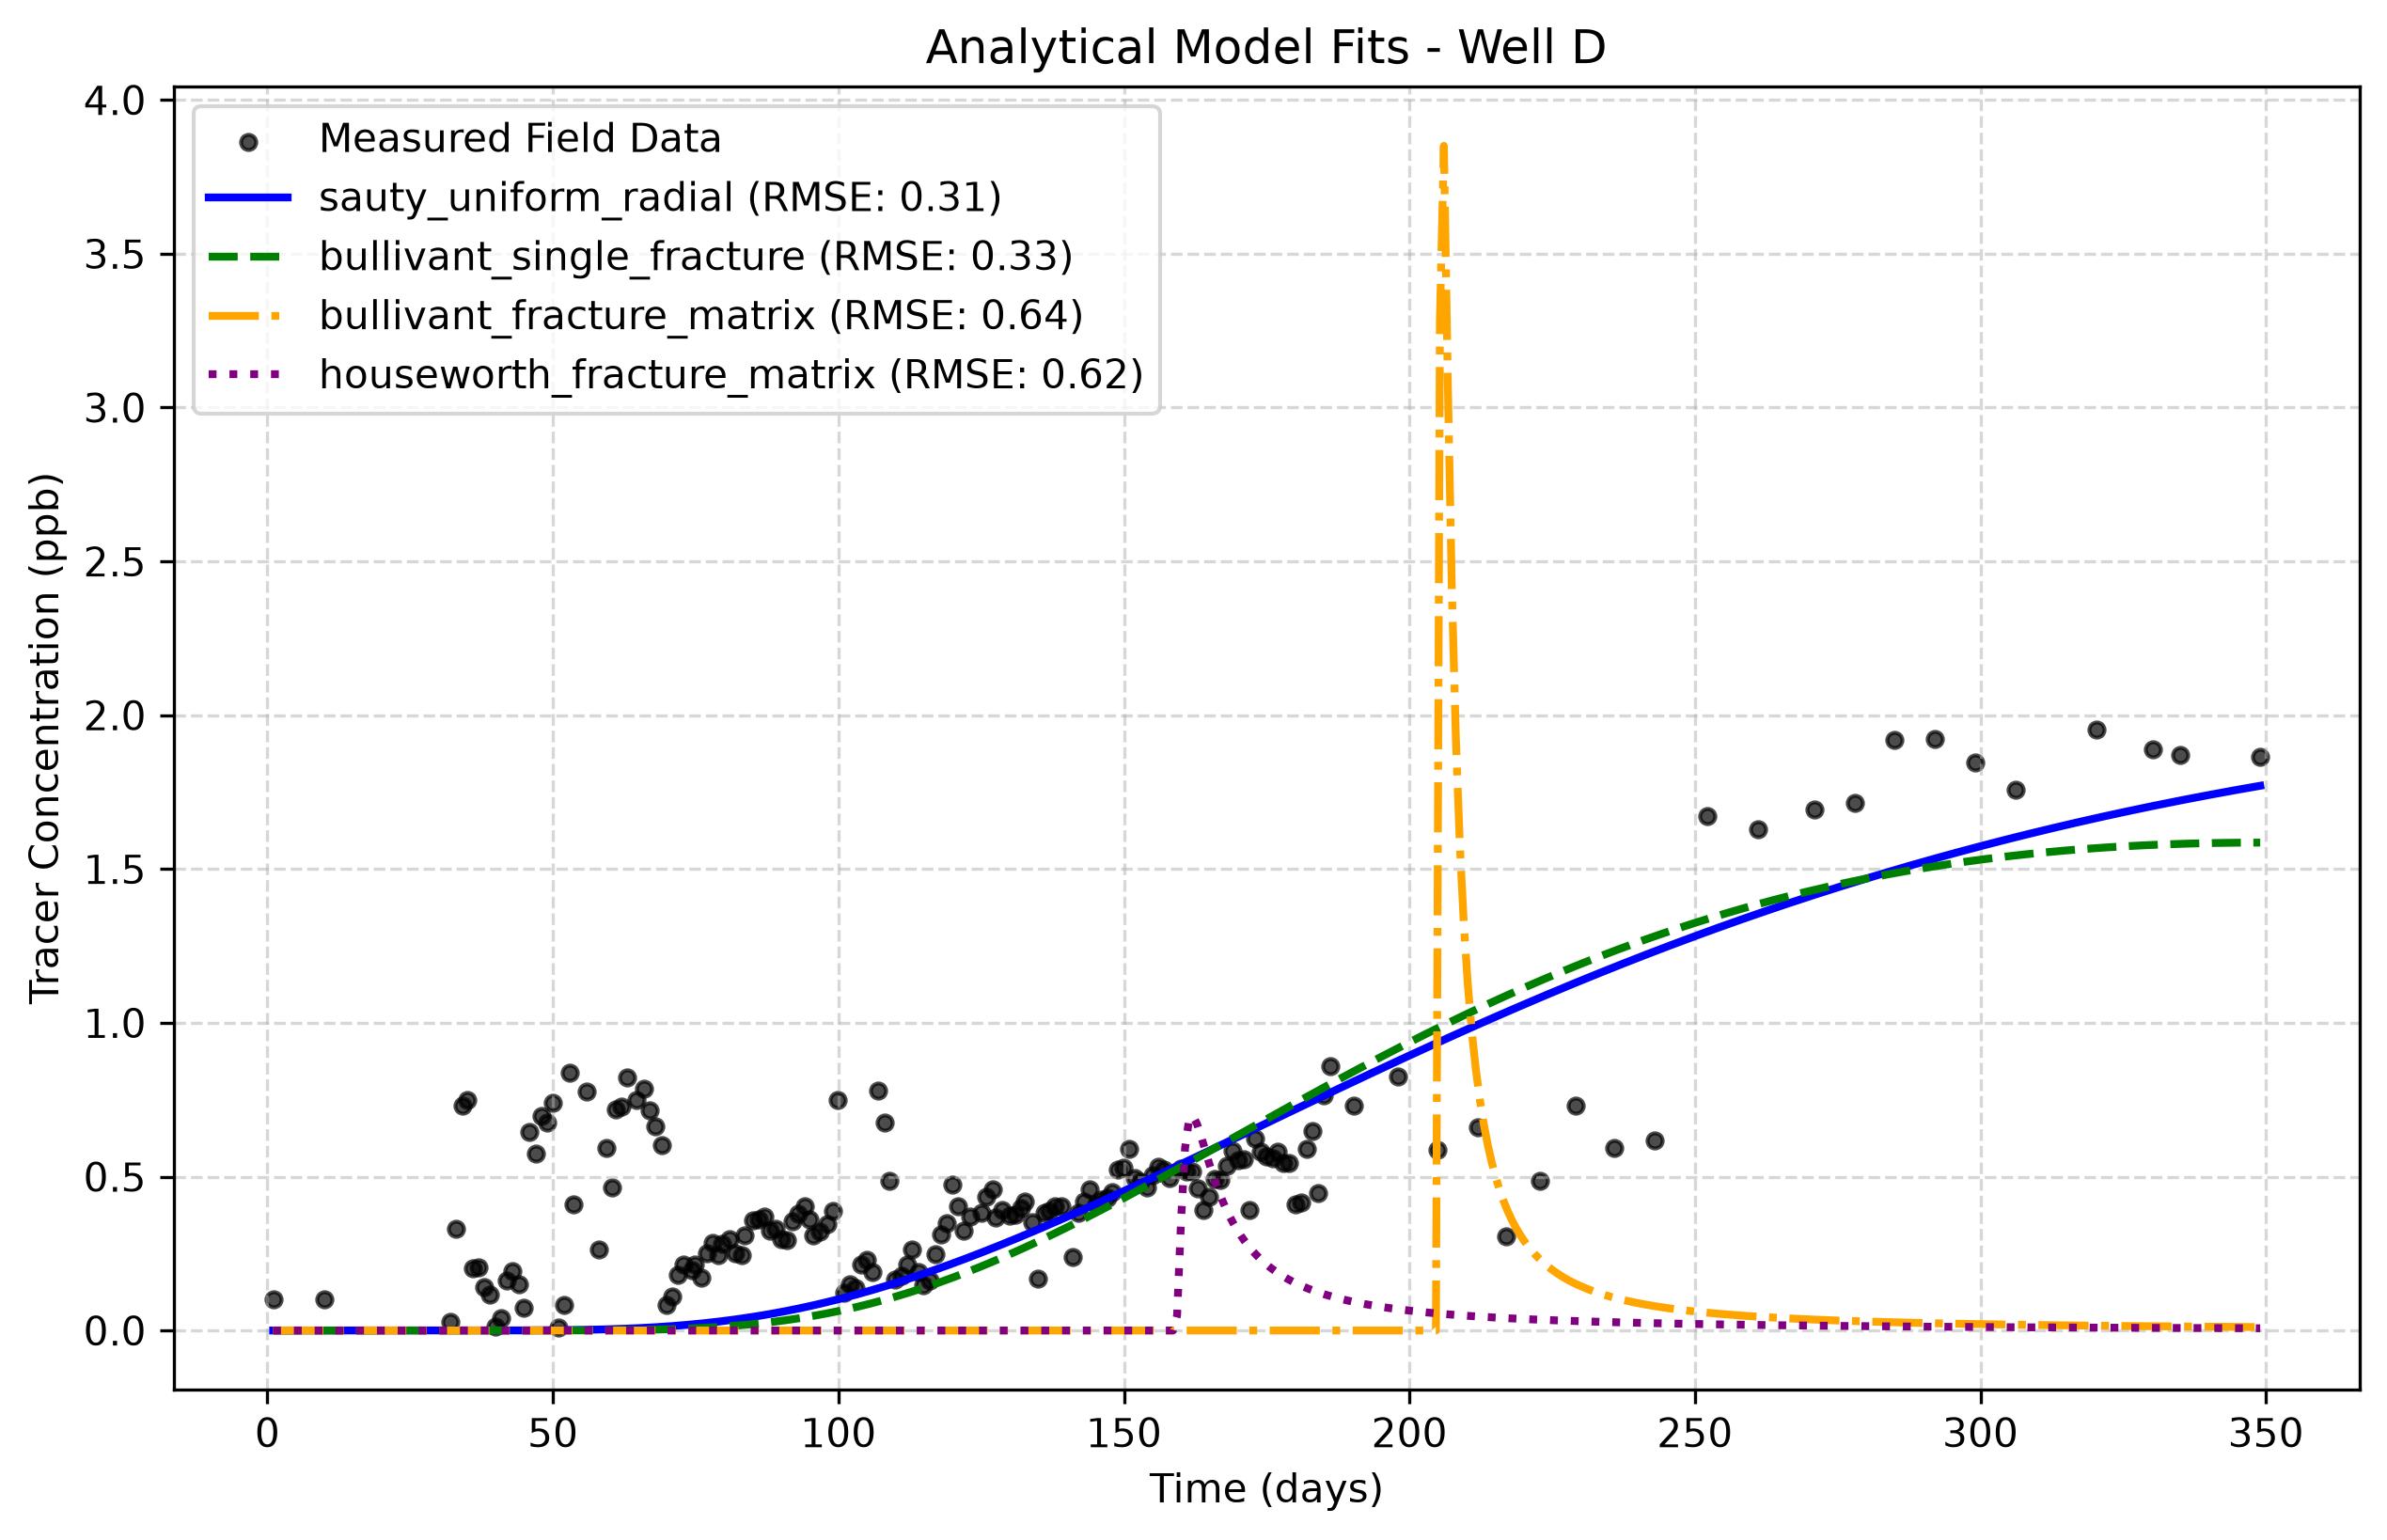 Analytical Model Fits - Well D
Measured Field Data
sauty_uniform_radial (RMSE: 0.31)
bullivant_single_fracture (RMSE: 0.33)
bullivant_fracture_matrix (RMSE: 0.64)
houseworth_fracture_matrix (RMSE: 0.62)
Tracer Concentration (ppb)
4.0
3.5
3.0
2.5
2.0
1.5
1.0
0.5
0.0
0 50 100 150 200 250 300 350
Time (days)